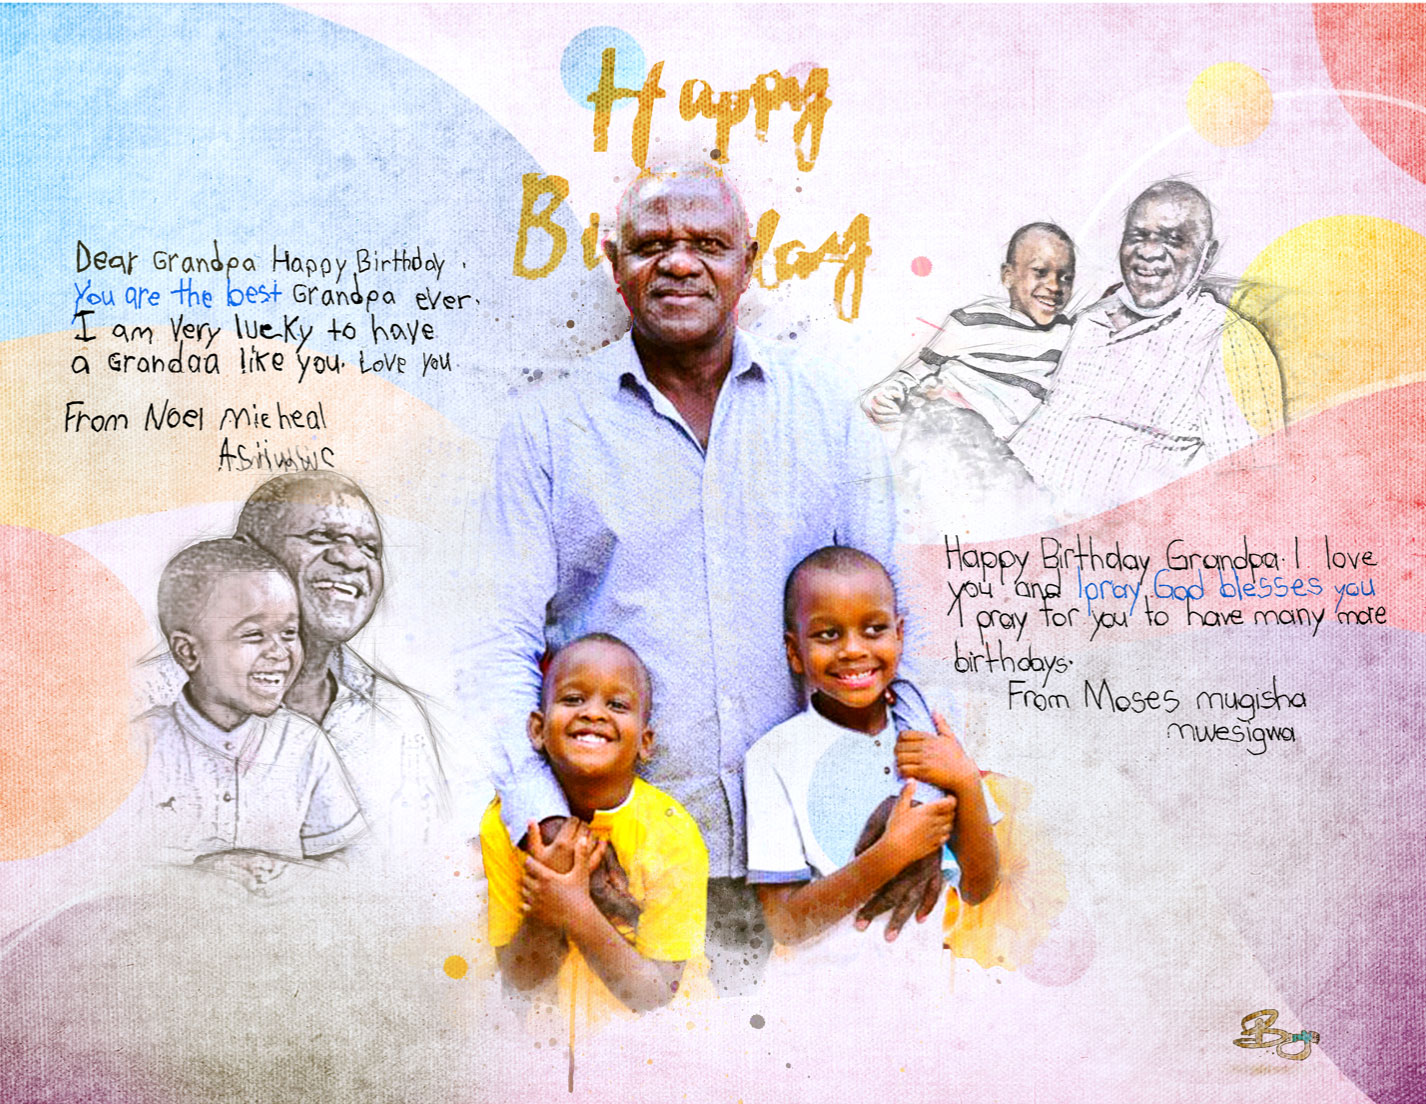 Happy
Birthday
Dear Grandpa Happy Birthday.
You are the best Grandpa ever.
I am very lucky to have
a Grandaa like you. Love you.
From Noel Micheal
Happy Birthday Grandpa. I love
you and I pray God blesses you
I pray for you to have many more
birthdays.
From Moses mugisha
mwesigwa